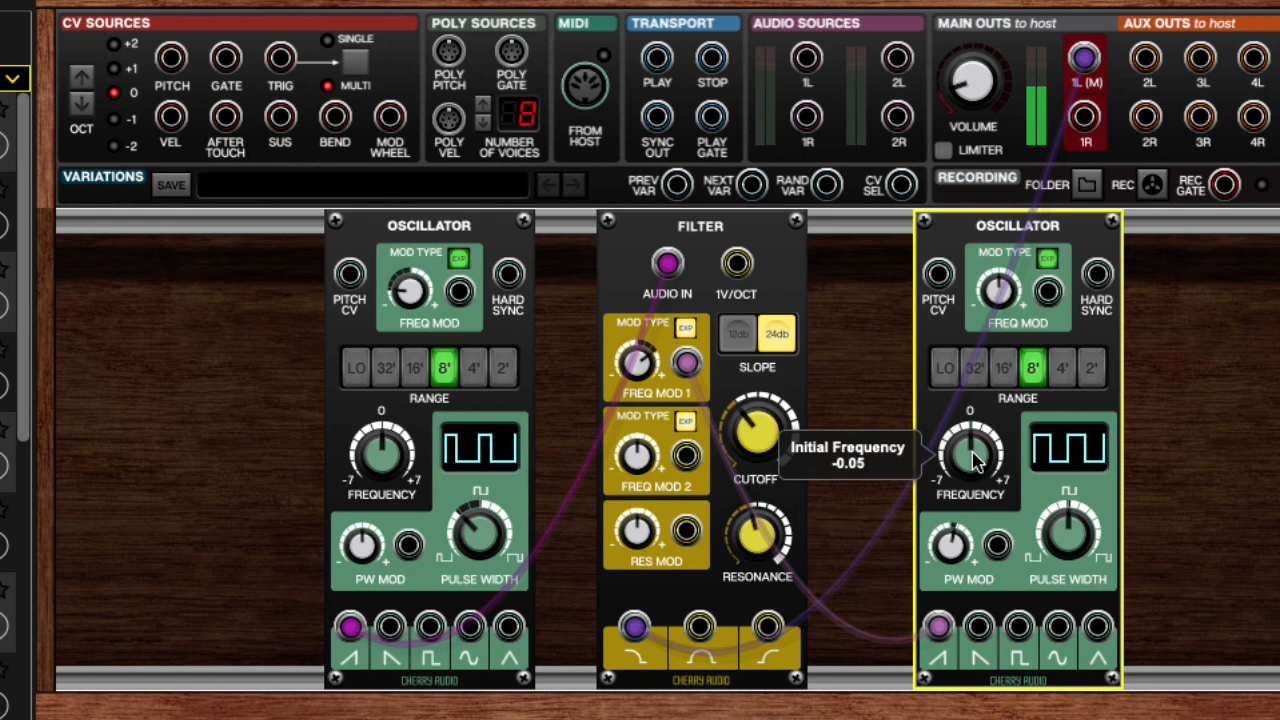 CV SOURCES
+2
+1
0
-1
-2
OCT
PITCH
GATE
TRIG
SINGLE
MULTI
VEL
AFTER
TOUCH
SUS
BEND
MOD
WHEEL
POLY SOURCES
POLY
PITCH
POLY
GATE
POLY
VEL
8
NUMBER
OF VOICES
MIDI
FROM
HOST
TRANSPORT
PLAY
STOP
SYNC
OUT
PLAY
GATE
AUDIO SOURCES
1L
2L
1R
2R
MAIN OUTS to host
VOLUME
LIMITER
1L (M)
1R
AUX OUTS to host
2L
3L
4L
2R
3R
4R
VARIATIONS
SAVE
PREV
VAR
NEXT
VAR
RAND
VAR
CV
SEL
RECORDING
FOLDER
REC
REC
GATE
OSCILLATOR
MOD TYPE
EXP
PITCH
CV
- +
FREQ MOD
HARD
SYNC
LO 32' 16' 8' 4' 2'
RANGE
0
-7 +7
FREQUENCY
- +
PW MOD
PULSE WIDTH
CHERRY AUDIO
FILTER
AUDIO IN
1V/OCT
MOD TYPE
EXP
- +
FREQ MOD 1
12db 24db
SLOPE
MOD TYPE
EXP
- +
FREQ MOD 2
CUTOFF
- +
RES MOD
RESONANCE
CHERRY AUDIO
Initial Frequency
-0.05
OSCILLATOR
MOD TYPE
EXP
PITCH
CV
- +
FREQ MOD
HARD
SYNC
LO 32' 16' 8' 4' 2'
RANGE
0
-7 +7
FREQUENCY
- +
PW MOD
PULSE WIDTH
CHERRY AUDIO